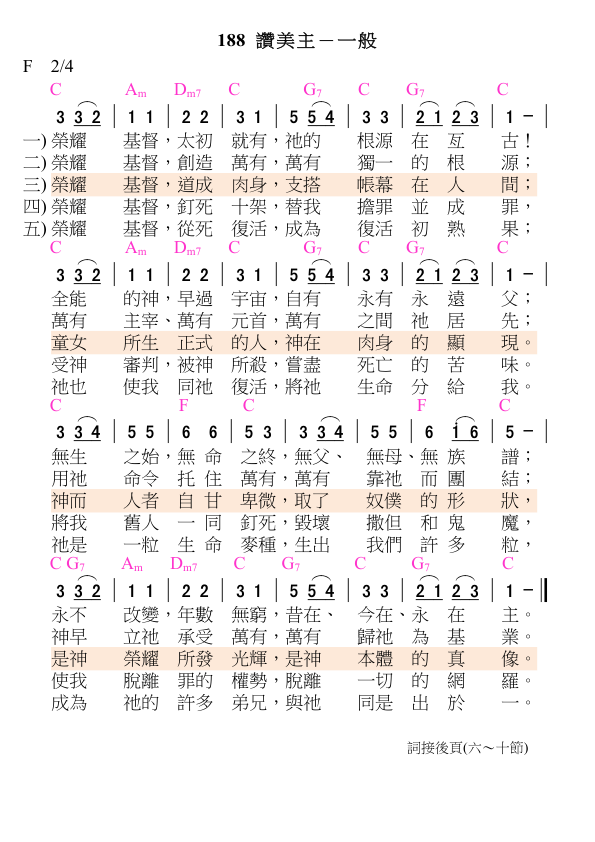 188 讚美主－一般
F 2/4
C Am Dm7 C G7 C G7 C
3 3 2 | 1 1 | 2 2 | 3 1 | 5 5 4 | 3 3 | 2 1 2 3 | 1 － |
一) 榮耀 基督，太初 就有，祂的 根源 在 亙 古！
二) 榮耀 基督，創造 萬有，萬有 獨一 的 根 源；
三) 榮耀 基督，道成 肉身，支搭 帳幕 在 人 間；
四) 榮耀 基督，釘死 十架，替我 擔罪 並 成 罪，
五) 榮耀 基督，從死 復活，成為 復活 初 熟 果；
C Am Dm7 C G7 C G7 C
3 3 2 | 1 1 | 2 2 | 3 1 | 5 5 4 | 3 3 | 2 1 2 3 | 1 － |
全能 的神，早過 宇宙，自有 永有 永 遠 父；
萬有 主宰、萬有 元首，萬有 之間 祂 居 先；
童女 所生 正式 的人，神在 肉身 的 顯 現。
受神 審判，被神 所殺，嘗盡 死亡 的 苦 味。
祂也 使我 同祂 復活，將祂 生命 分 給 我。
C F C F C
3 3 4 | 5 5 | 6 6 | 5 3 | 3 3 4 | 5 5 | 6 i 6 | 5 － |
無生 之始，無 命 之終，無父、 無母、無 族 譜；
用祂 命令 托 住 萬有，萬有 靠祂 而 團 結；
神而 人者 自 甘 卑微，取了 奴僕 的 形 狀，
將我 舊人 一 同 釘死，毀壞 撒但 和 鬼 魔，
祂是 一粒 生 命 麥種，生出 我們 許 多 粒，
C G7 Am Dm7 C G7 C G7 C
3 3 2 | 1 1 | 2 2 | 3 1 | 5 5 4 | 3 3 | 2 1 2 3 | 1 － ‖
永不 改變，年數 無窮，昔在、 今在、永 在 主。
神早 立祂 承受 萬有，萬有 歸祂 為 基 業。
是神 榮耀 所發 光輝，是神 本體 的 真 像。
使我 脫離 罪的 權勢，脫離 一切 的 網 羅。
成為 祂的 許多 弟兄，與祂 同是 出 於 一。
詞接後頁(六～十節)